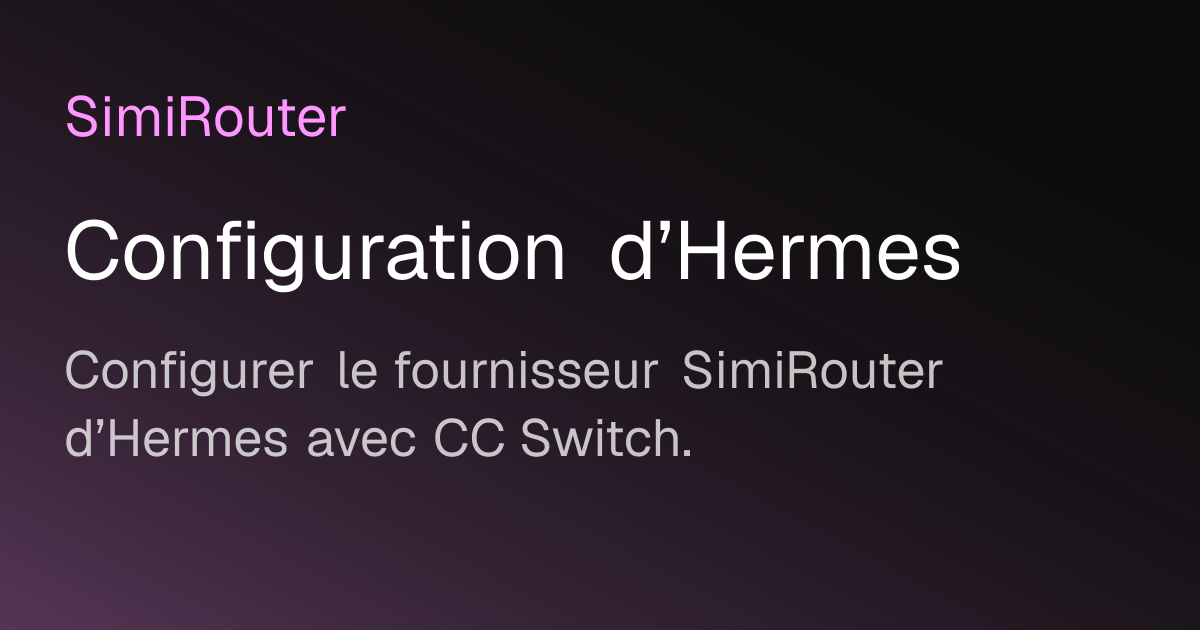 SimiRouter
Configuration d’Hermes
Configurer le fournisseur SimiRouter
d’Hermes avec CC Switch.